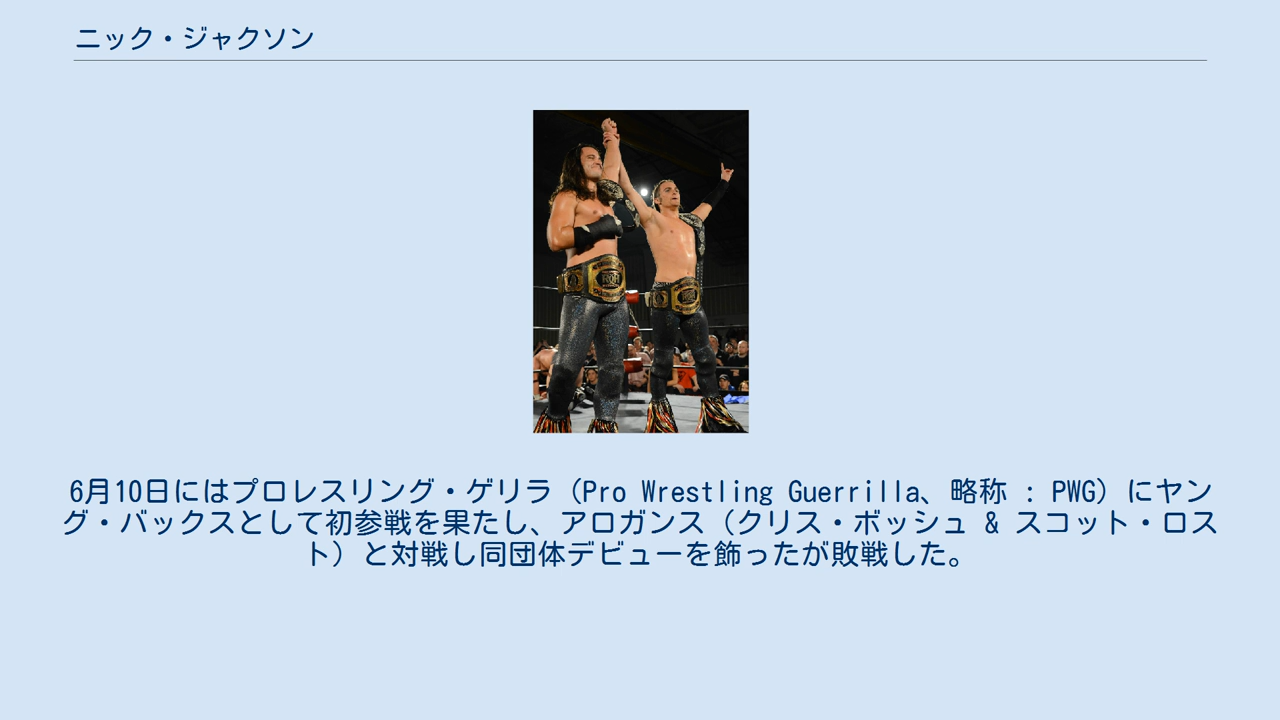 ニック・ジャクソン
6月10日にはプロレスリング・ゲリラ（Pro Wrestling Guerrilla、略称 : PWG）にヤン
グ・バックスとして初参戦を果たし、アロガンス（クリス・ボッシュ & スコット・ロス
ト）と対戦し同団体デビューを飾ったが敗戦した。